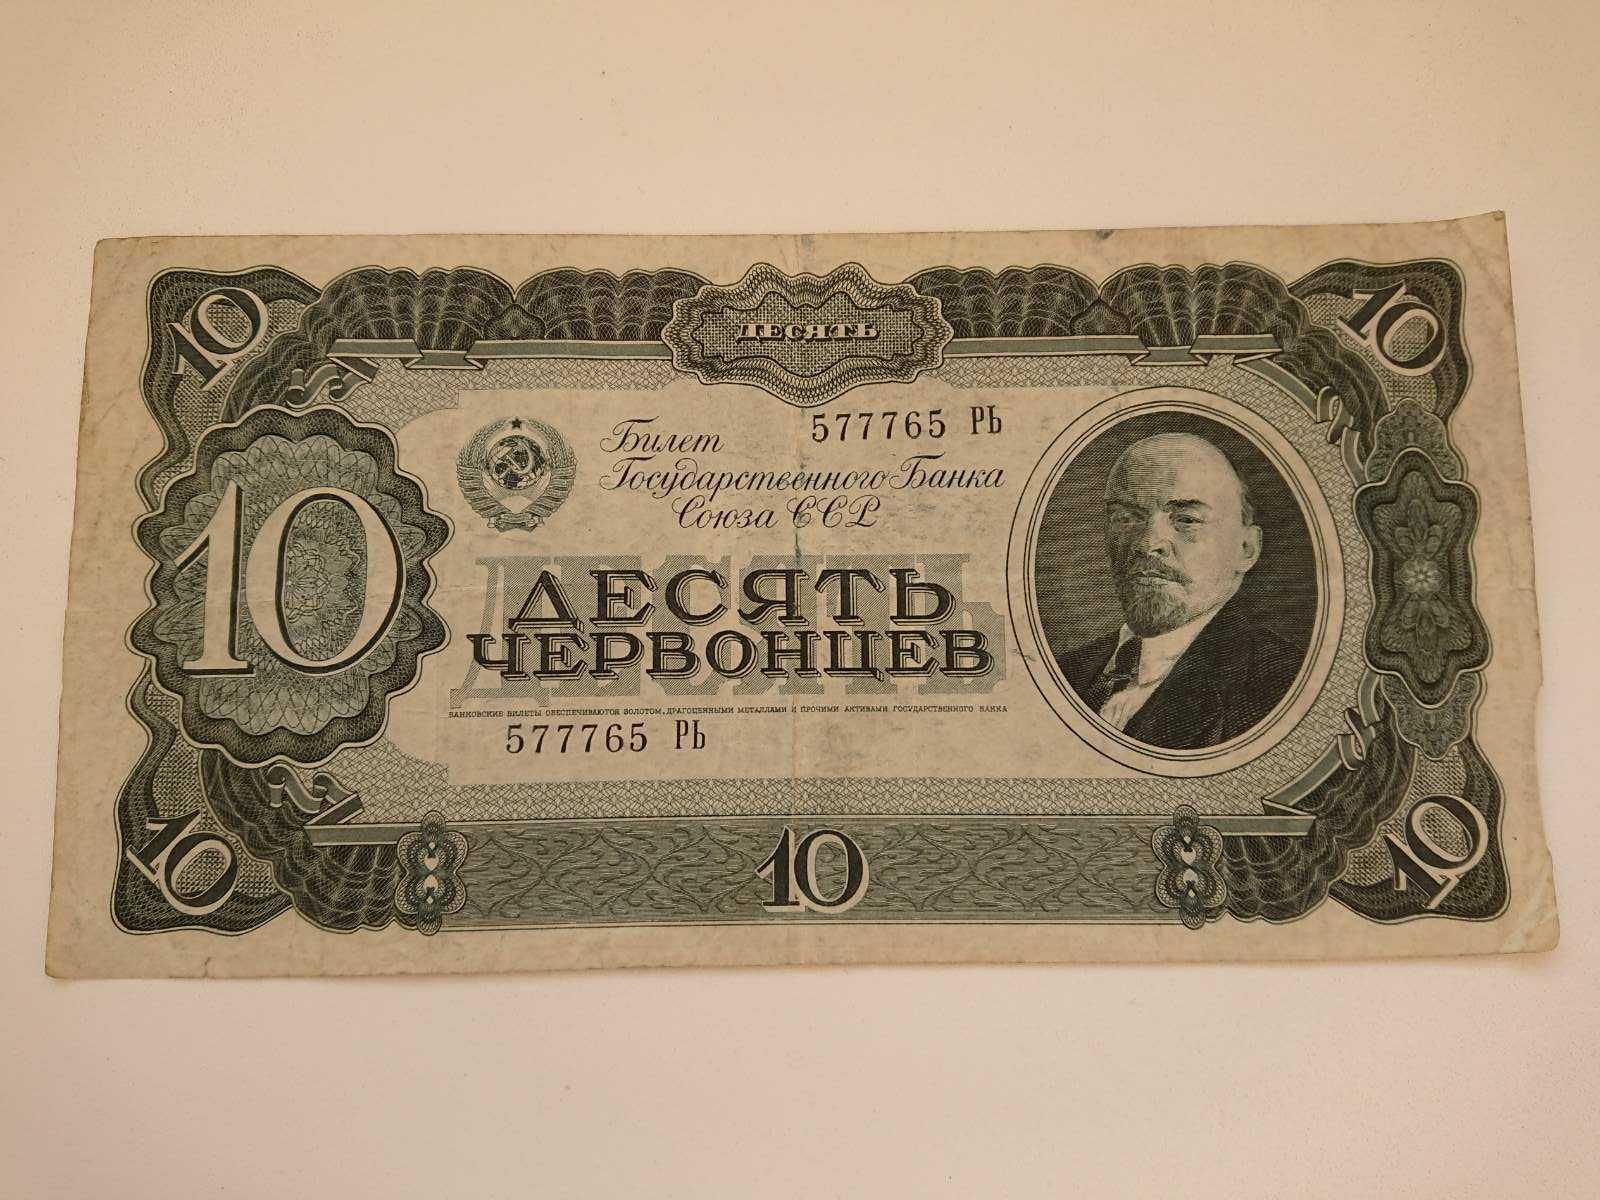 10
ДЕСЯТЬ
10
577765 РЬ
Билет
Государственного Банка
Союза ССР
10
ДЕСЯТЬ
ДЕСЯТЬ
ЧЕРВОНЦЕВ
БАНКОВСКИЕ БИЛЕТЫ ОБЕСПЕЧИВАЮТСЯ ЗОЛОТОМ, ДРАГОЦЕННЫМИ МЕТАЛЛАМИ И ПРОЧИМИ АКТИВАМИ ГОСУДАРСТВЕННОГО БАНКА
577765 РЬ
10
10
10